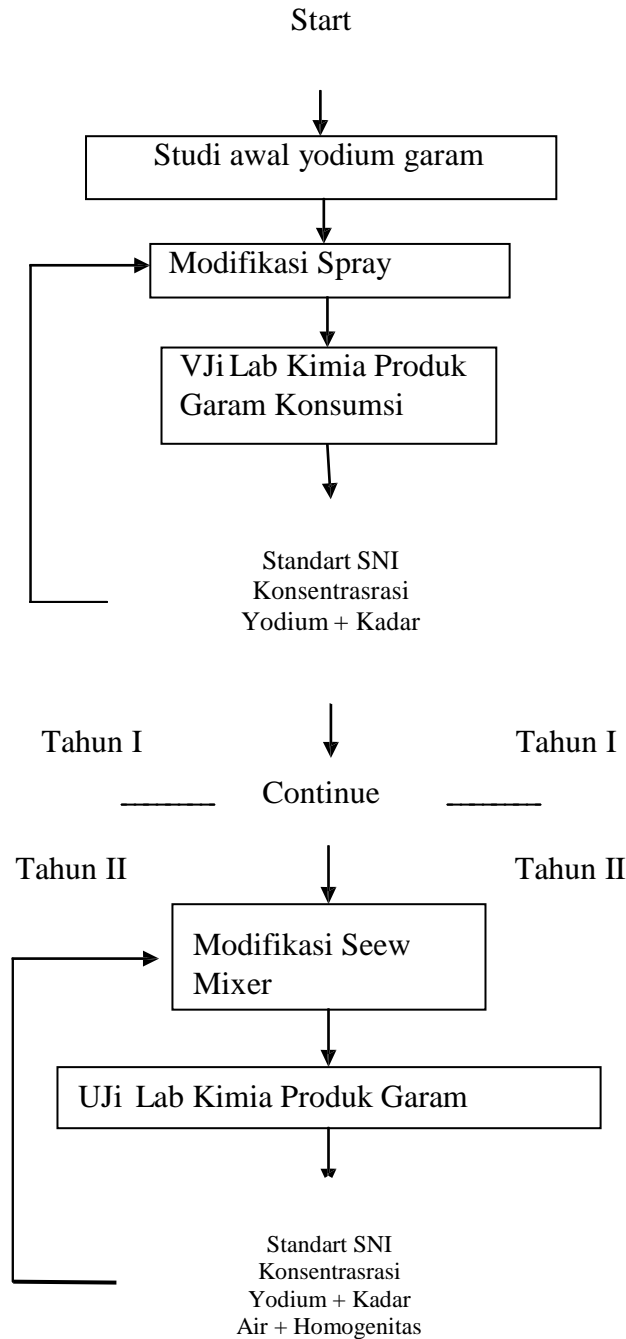 Start
Studi awal yodium garam
Modifikasi Spray
VJi Lab Kimia Produk
Garam Konsumsi
Standart SNI
Konsentrasrasi
Yodium + Kadar
Tahun I
Tahun I
Continue
Tahun II
Tahun II
Modifikasi Seew
Mixer
UJi Lab Kimia Produk Garam
Standart SNI
Konsentrasrasi
Yodium + Kadar
Air + Homogenitas